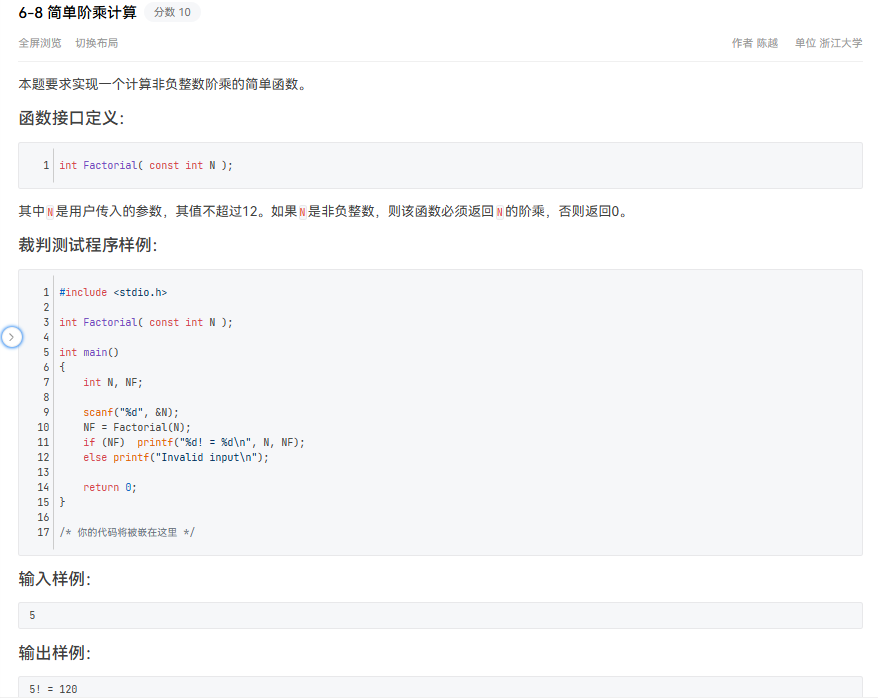 6-8 简单阶乘计算 分数 10
全屏浏览 切换布局 作者 陈越 单位 浙江大学
本题要求实现一个计算非负整数阶乘的简单函数。
函数接口定义：
1 int Factorial( const int N );
其中N是用户传入的参数，其值不超过12。如果N是非负整数，则该函数必须返回N的阶乘，否则返回0。
裁判测试程序样例：
1 #include <stdio.h>
2
3 int Factorial( const int N );
4
5 int main()
6 {
7     int N, NF;
8
9     scanf("%d", &N);
10     NF = Factorial(N);
11     if (NF)  printf("%d! = %d\n", N, NF);
12     else printf("Invalid input\n");
13
14     return 0;
15 }
16
17 /* 你的代码将被嵌在这里 */
输入样例：
5
输出样例：
5! = 120